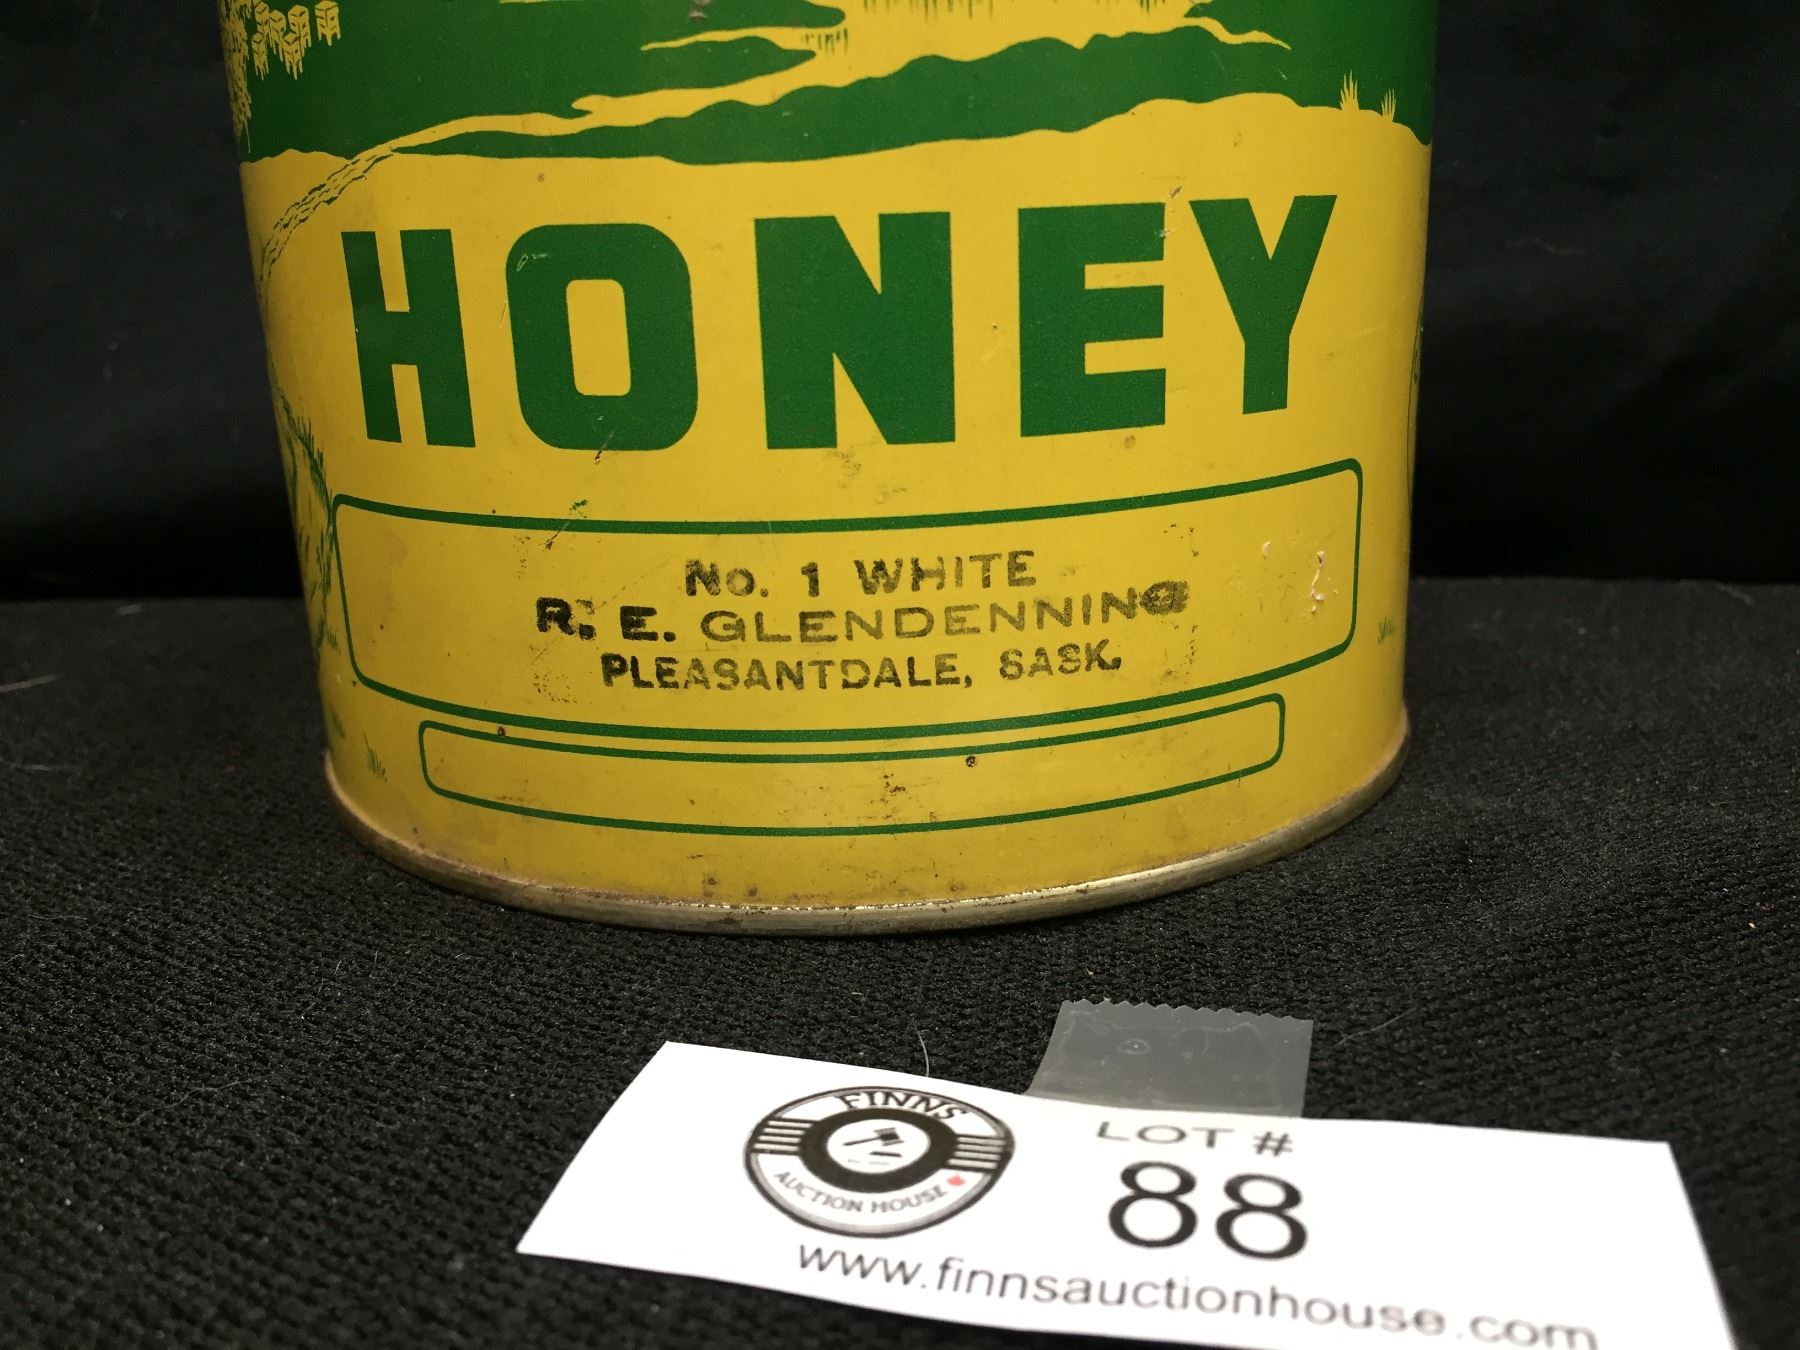 HONEY
No. 1 WHITE
R. E. GLENDENNING
PLEASANTDALE, SASK.
FINNS
AUCTION HOUSE
LOT #
88
www.finnsauctionhouse.com